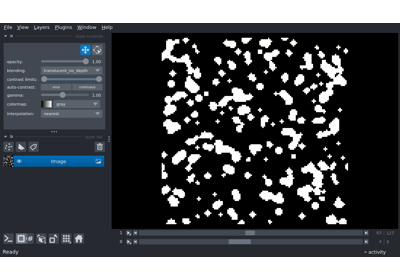 File View Layers Plugins Window Help
opacity: 1.00
blending: translucent_no_depth
contrast limits:
auto-contrast: once continuous
gamma: 1.00
colormap: gray
interpolation: nearest
Image
1
0
Ready
activity